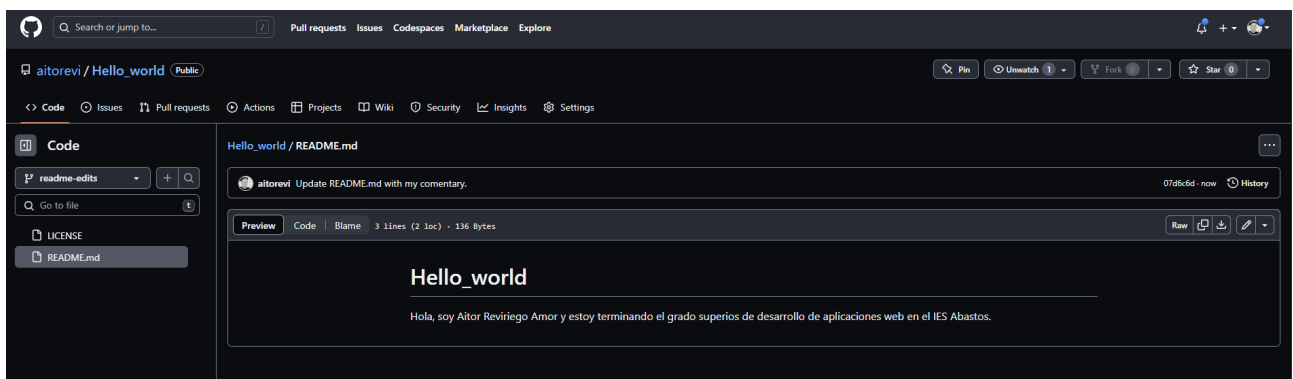 Search or jump to... / Pull requests Issues Codespaces Marketplace Explore
aitorevi / Hello_world Public Pin Unwatch 1 Fork 0 Star 0
Code Issues Pull requests Actions Projects Wiki Security Insights Settings
Code
readme-edits
Go to file t
LICENSE
README.md
Hello_world / README.md
aitorevi Update README.md with my comentary. 07d6c6d · now History
Preview Code Blame 3 lines (2 loc) · 136 Bytes Raw
Hello_world
Hola, soy Aitor Reviriego Amor y estoy terminando el grado superios de desarrollo de aplicaciones web en el IES Abastos.